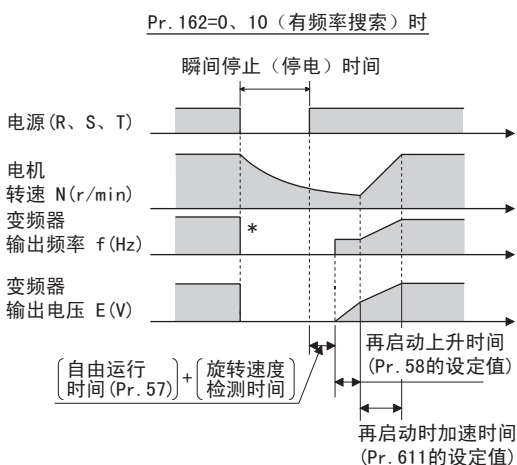 Pr.162=0、10（有频率搜索）时
瞬间停止（停电）时间
电源(R、S、T)
电机
转速 N(r/min)
变频器
输出频率 f(Hz)
*
变频器
输出电压 E(V)
自由运行
时间(Pr.57)
+
旋转速度
检测时间
再启动上升时间
(Pr.58的设定值)
再启动时加速时间
(Pr.611的设定值)